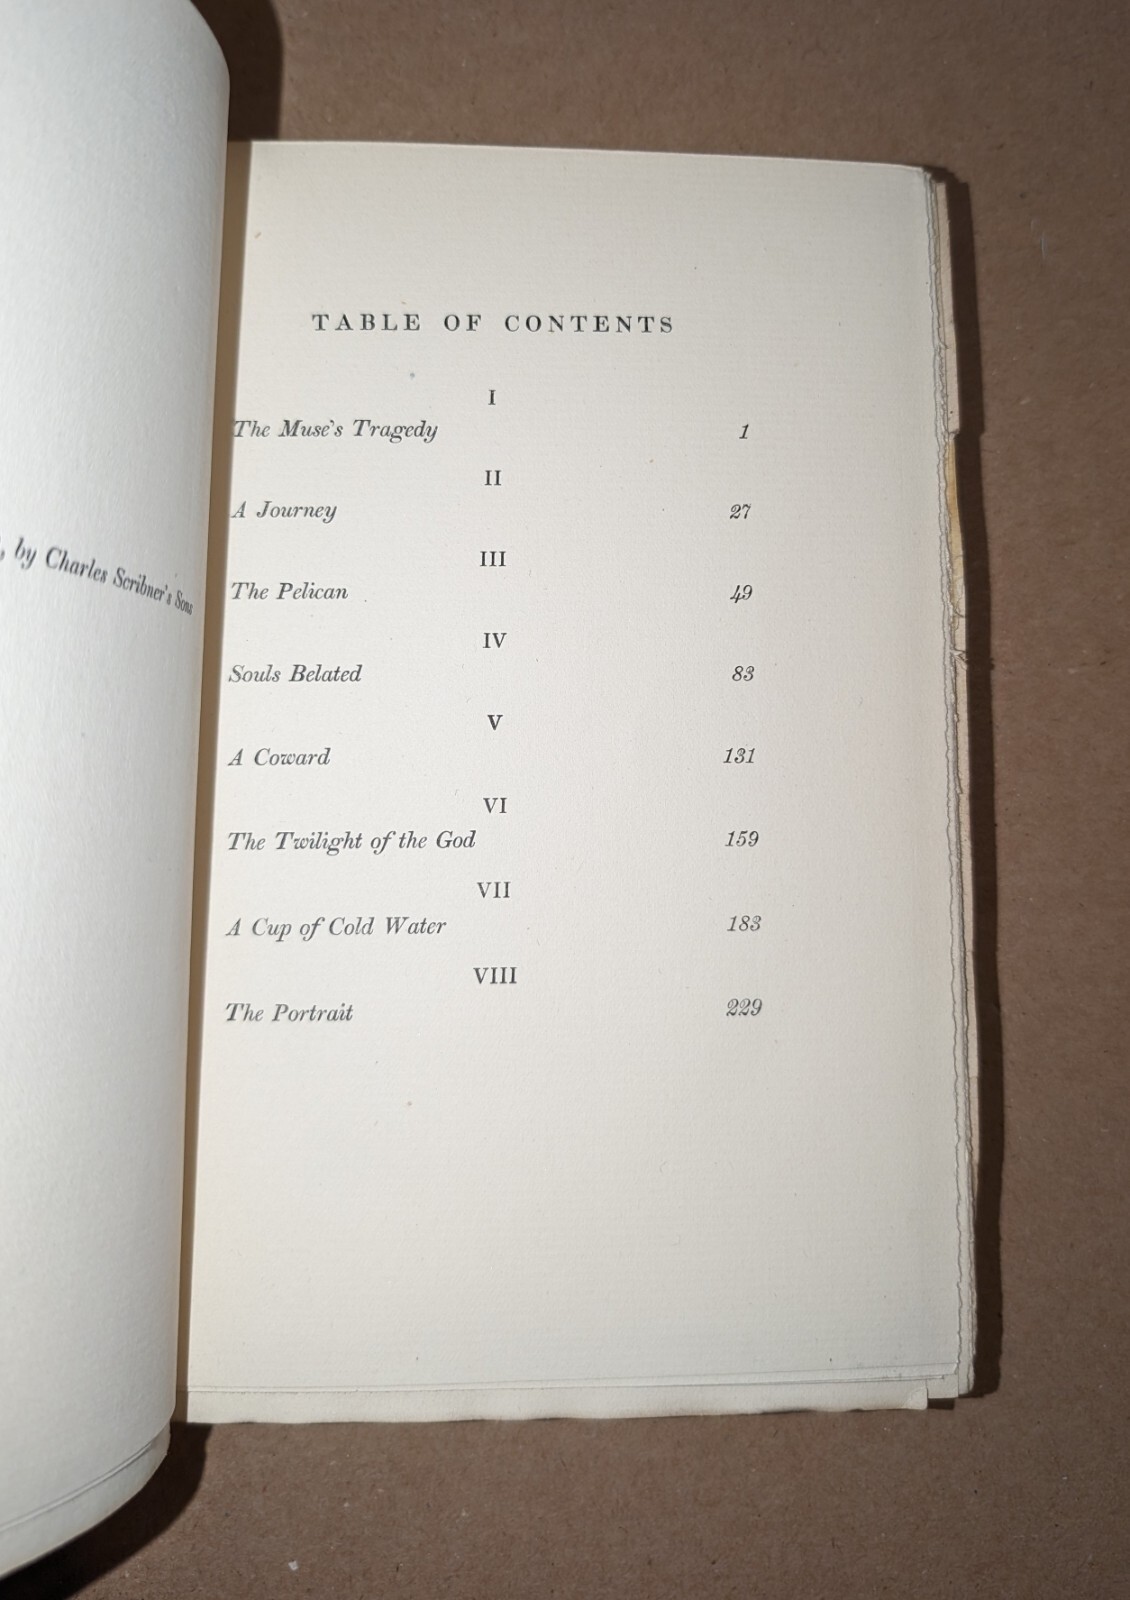 , by Charles Scribner's Sons
TABLE OF CONTENTS
I
The Muse's Tragedy 1
II
A Journey 27
III
The Pelican 49
IV
Souls Belated 83
V
A Coward 131
VI
The Twilight of the God 159
VII
A Cup of Cold Water 183
VIII
The Portrait 229